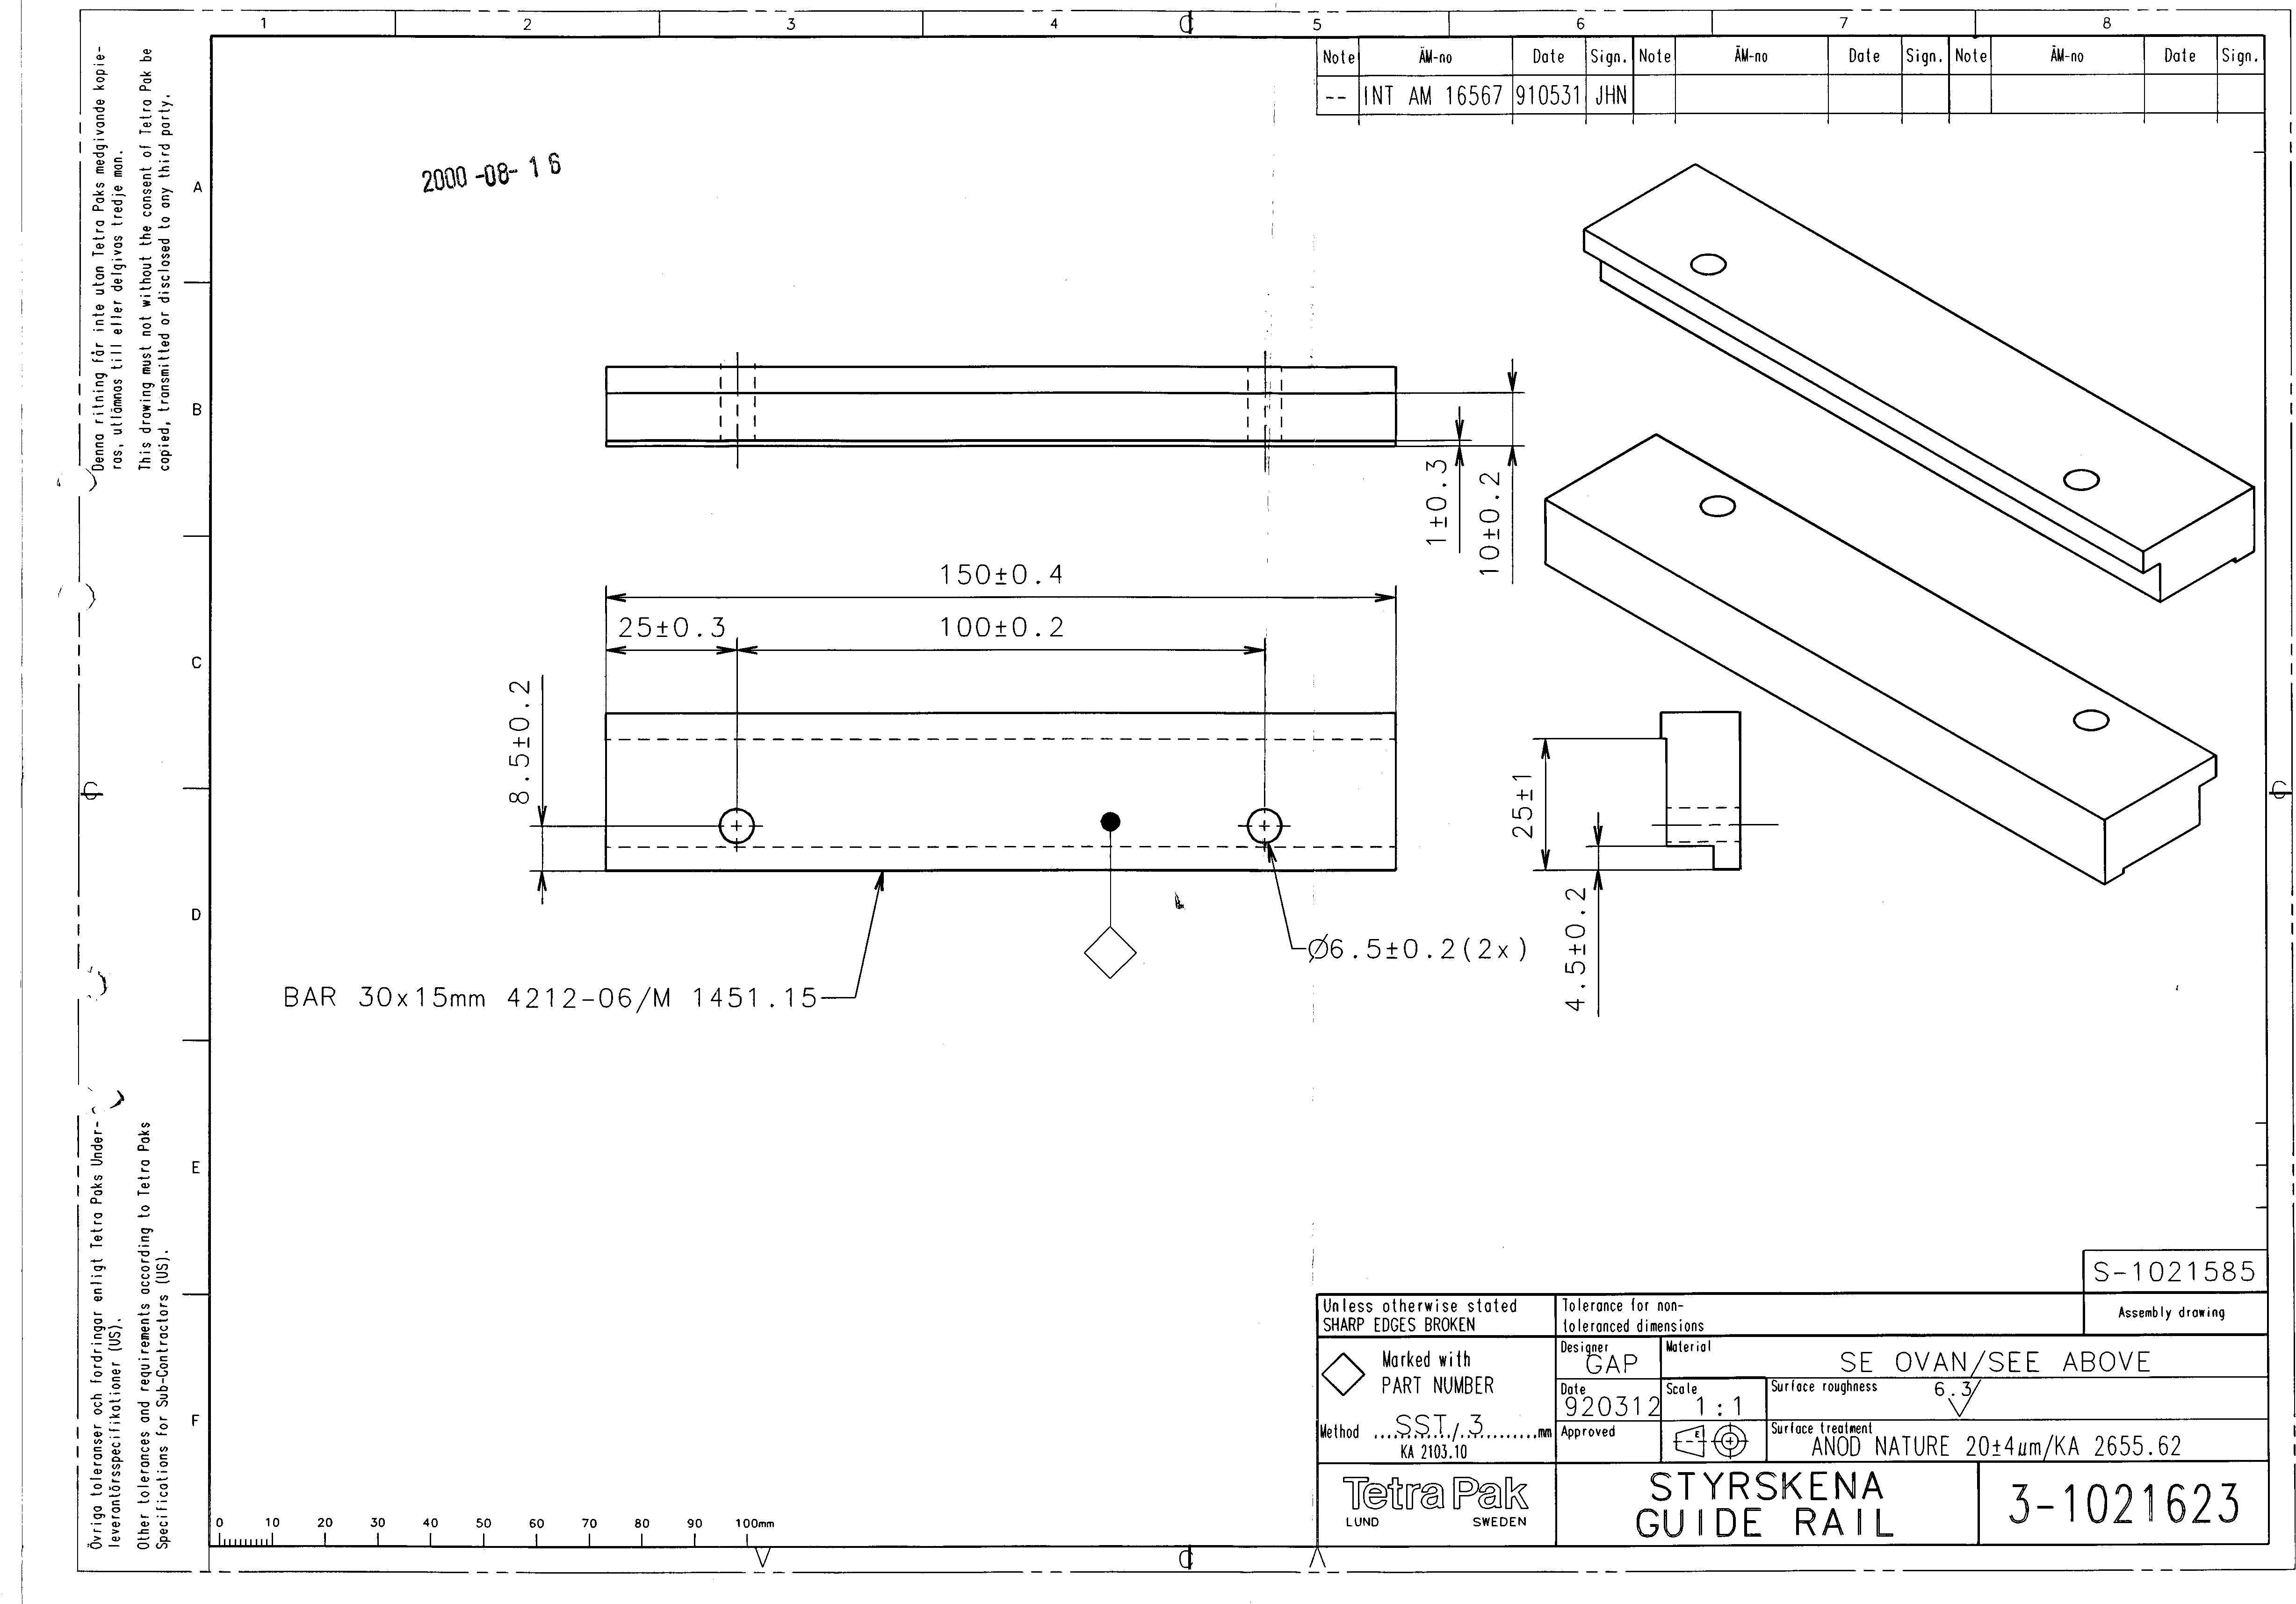 1 2 3 4 5 6 7 8
Note ÄM-no Date Sign. Note ÄM-no Date Sign. Note ÄM-no Date Sign.
-- INT AM 16567 910531 JHN
Denna ritning får inte utan Tetra Paks medgivande kopie-
ras, utlämnas till eller delgivas tredje man.
This drawing must not without the consent of Tetra Pak be
copied, transmitted or disclosed to any third party.
2000-08-16
A
B
C
D
E
F
1±0.3
10±0.2
150±0.4
25±0.3
100±0.2
8.5±0.2
25±1
4.5±0.2
Ø6.5±0.2(2x)
BAR 30x15mm 4212-06/M 1451.15
Övriga toleranser och fordringar enligt Tetra Paks Under-
leverantörsspecifikationer (US).
Other tolerances and requirements according to Tetra Paks
Specifications for Sub-Contractors (US).
0 10 20 30 40 50 60 70 80 90 100mm
S-1021585
Assembly drawing
Unless otherwise stated
SHARP EDGES BROKEN
Tolerance for non-
toleranced dimensions
Marked with
PART NUMBER
Method SST/3 mm
KA 2103.10
Designer
GAP
Material
SE OVAN/SEE ABOVE
Date
920312
Scale
1:1
Surface roughness
6.3
Approved
E
Surface treatment
ANOD NATURE 20±4µm/KA 2655.62
Tetra Pak
LUND SWEDEN
STYRSKENA
GUIDE RAIL
3-1021623